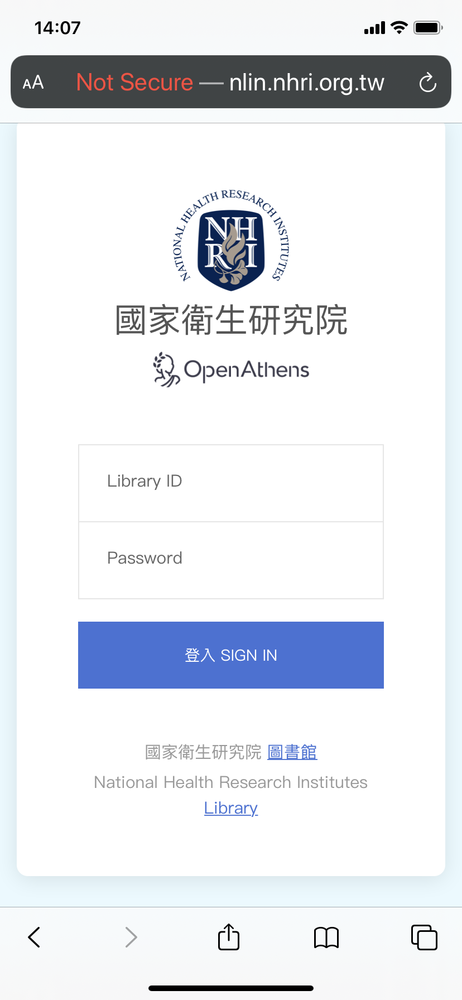 14:07
AA Not Secure — nlin.nhri.org.tw
NATIONAL HEALTH RESEARCH INSTITUTES
NH
RI
國家衛生研究院
OpenAthens
Library ID
Password
登入 SIGN IN
國家衛生研究院 圖書館
National Health Research Institutes
Library